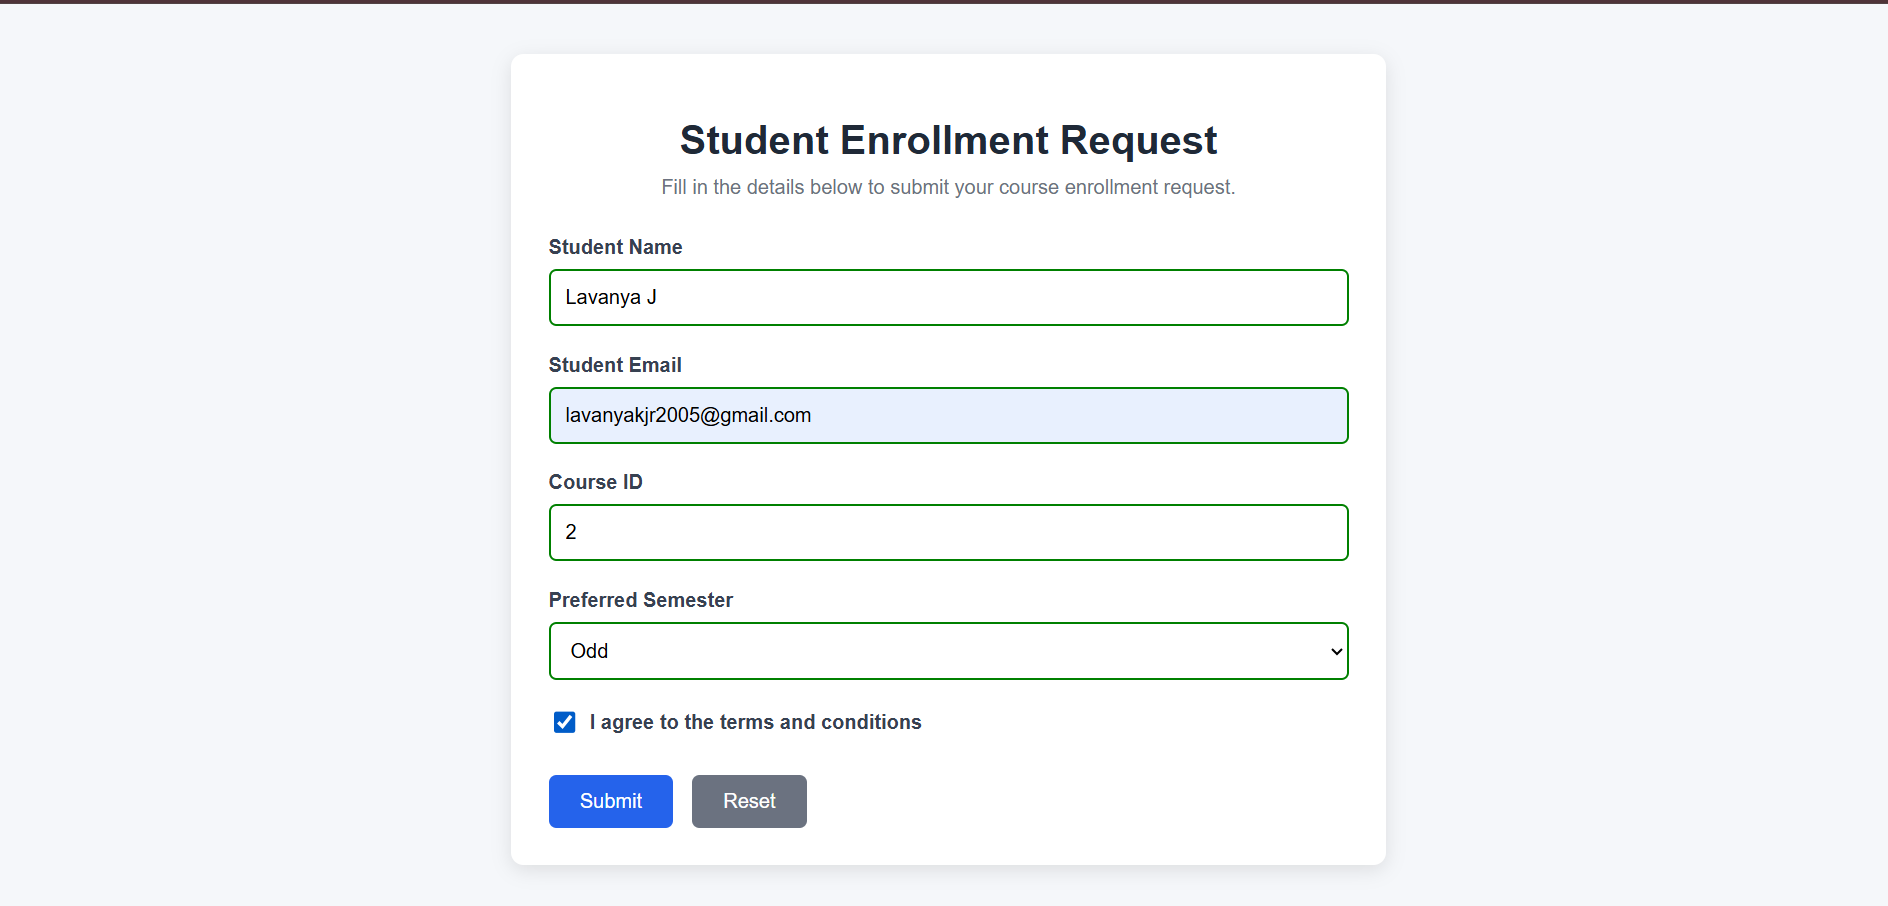 Student Enrollment Request
Fill in the details below to submit your course enrollment request.
Student Name
Lavanya J
Student Email
lavanyakjr2005@gmail.com
Course ID
2
Preferred Semester
Odd
I agree to the terms and conditions
Submit Reset